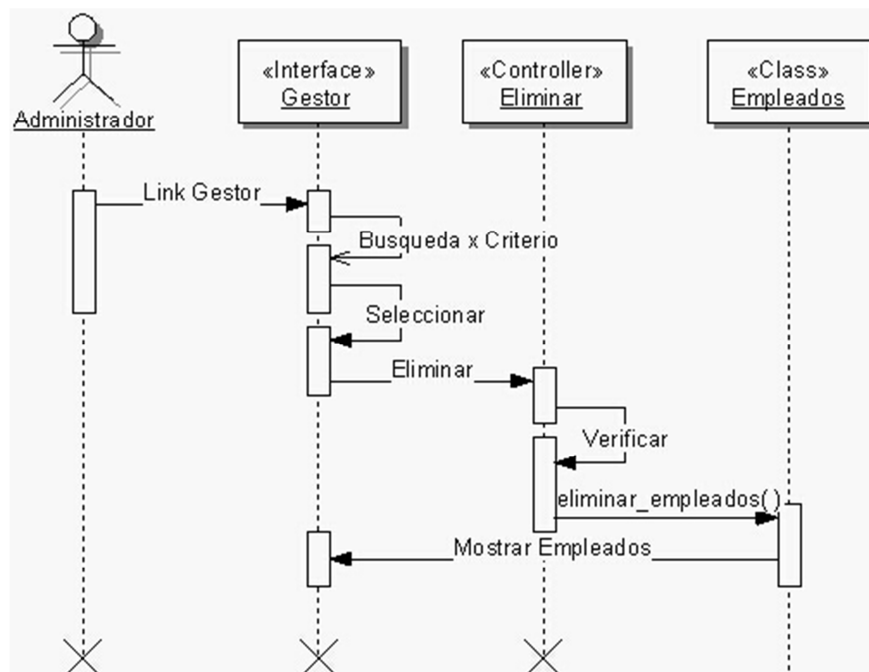 «Interface»
Gestor
«Controller»
Eliminar
«Class»
Empleados
Administrador
Link Gestor
Busqueda x Criterio
Seleccionar
Eliminar
Verificar
eliminar_empleados()
Mostrar Empleados